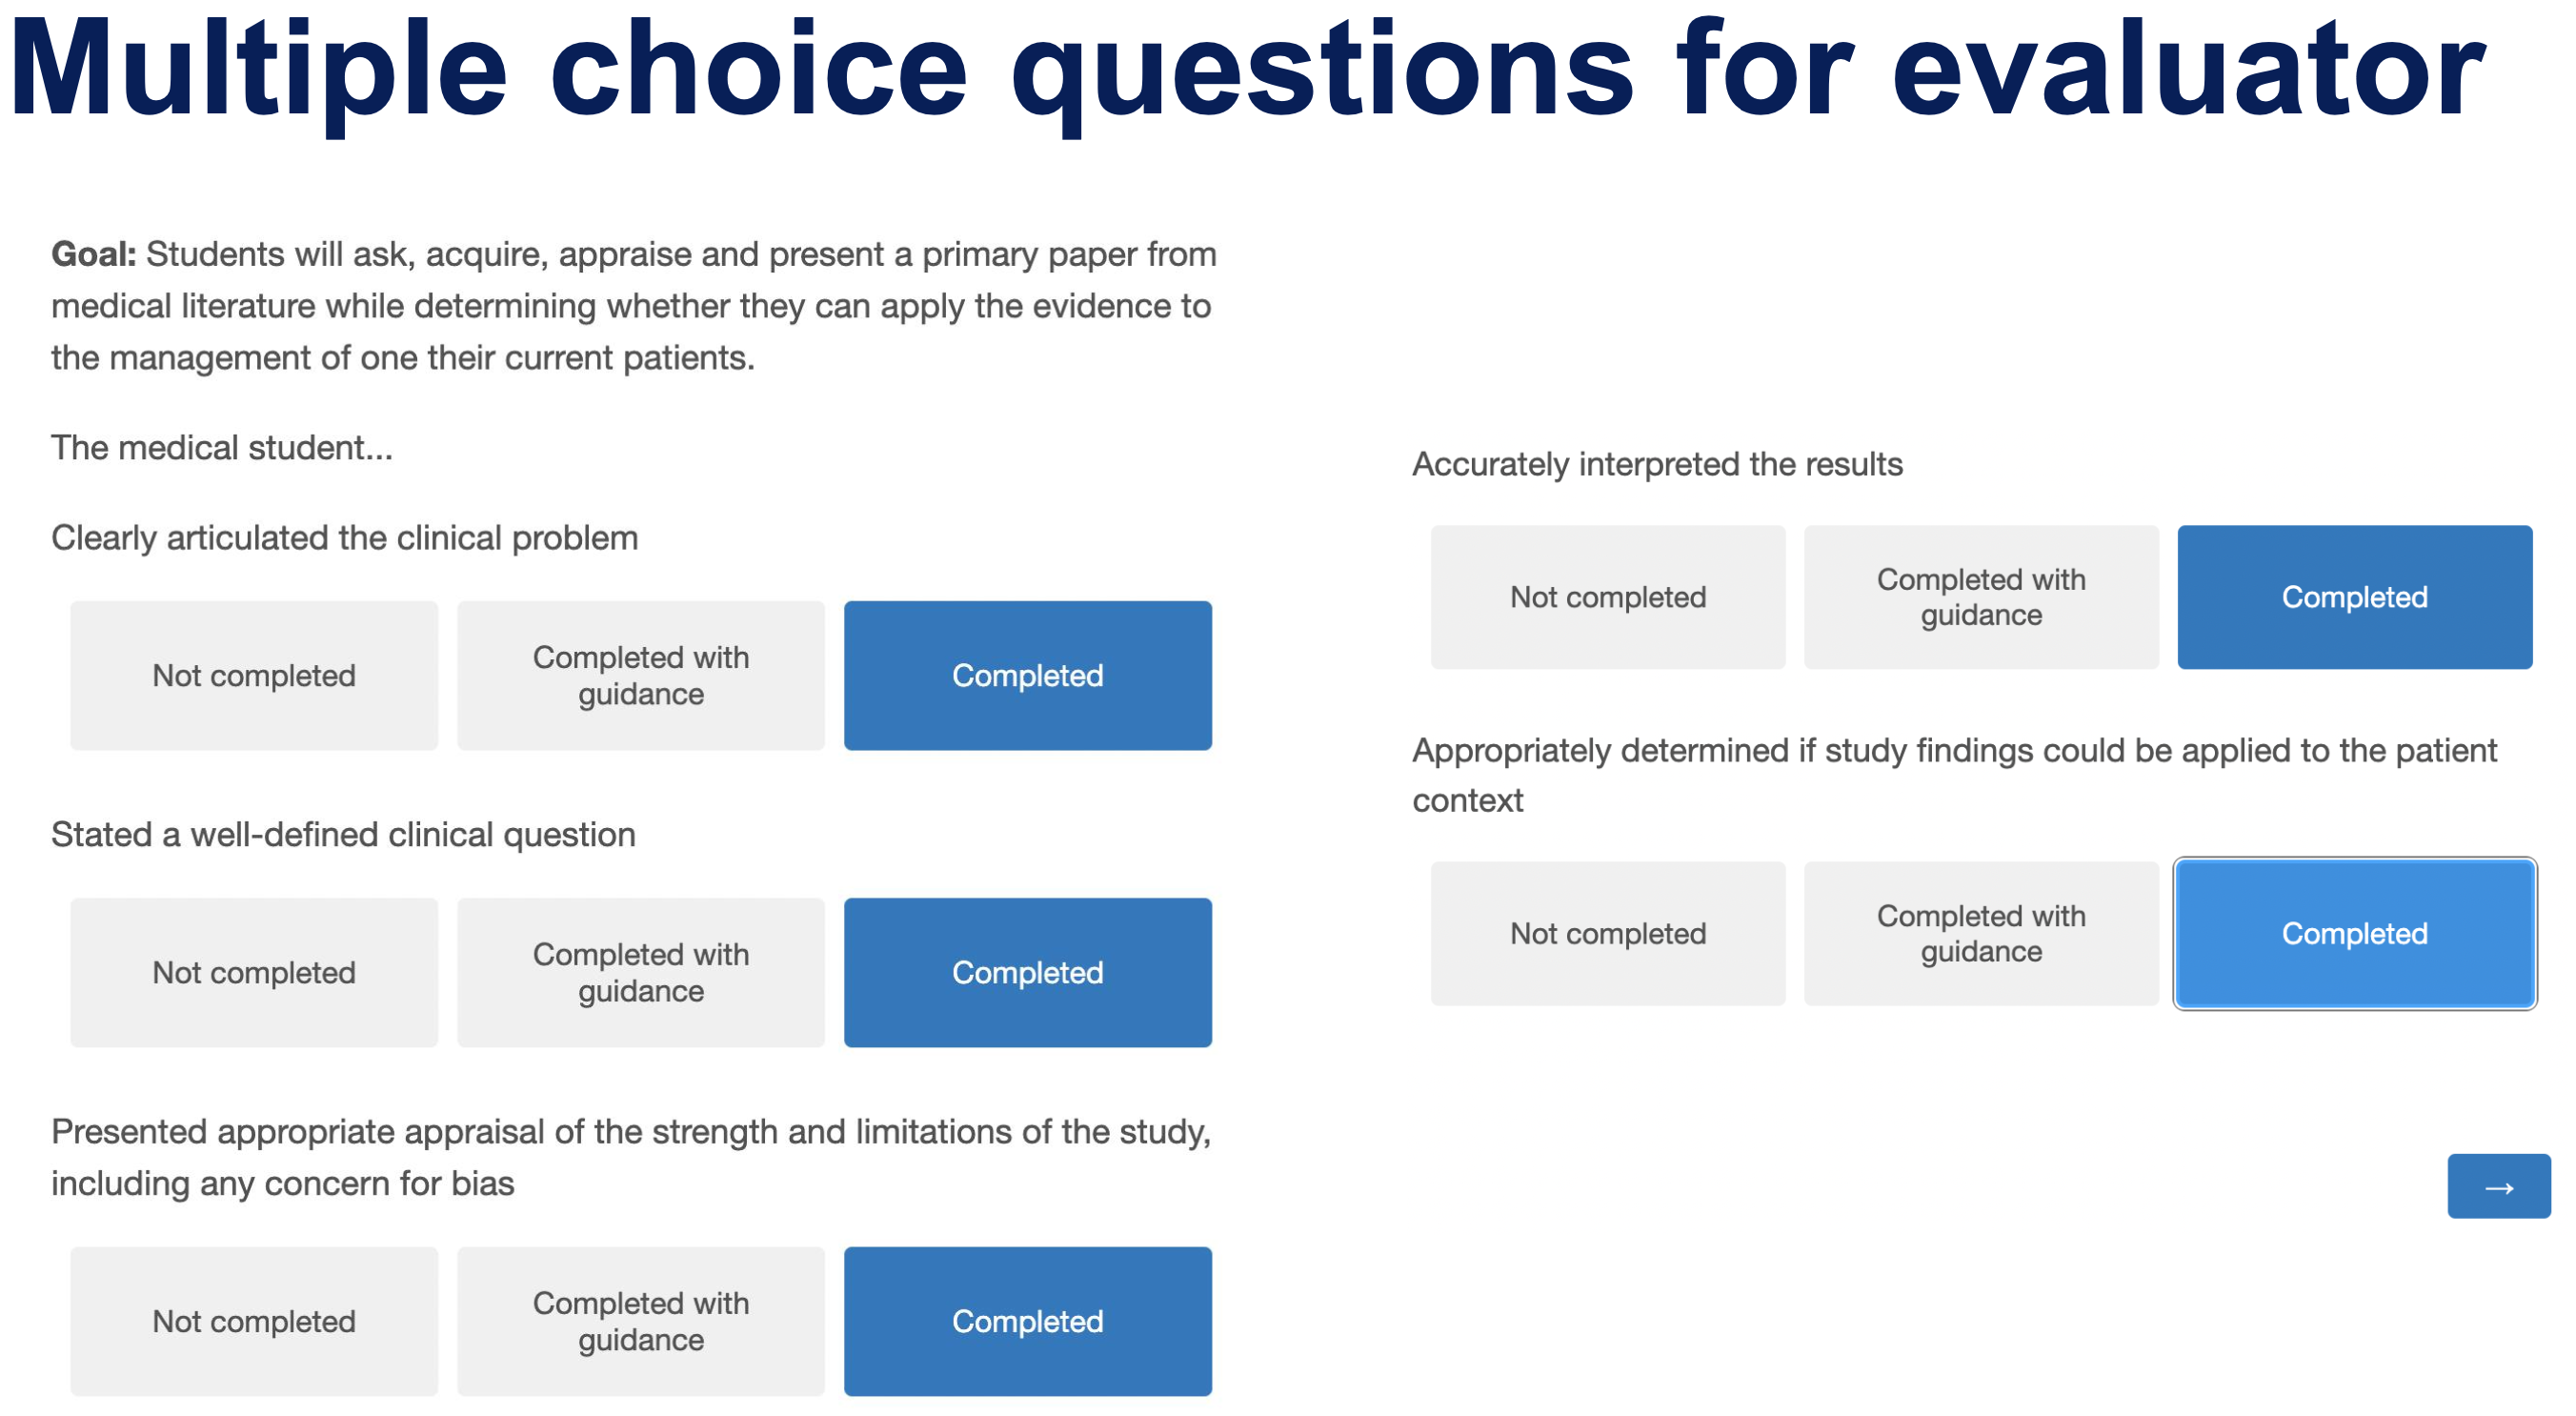 Multiple choice questions for evaluator
Goal: Students will ask, acquire, appraise and present a primary paper from
medical literature while determining whether they can apply the evidence to
the management of one their current patients.
The medical student...
Clearly articulated the clinical problem
Not completed
Completed with
guidance
Completed
Stated a well-defined clinical question
Not completed
Completed with
guidance
Completed
Presented appropriate appraisal of the strength and limitations of the study,
including any concern for bias
Not completed
Completed with
guidance
Completed
Accurately interpreted the results
Not completed
Completed with
guidance
Completed
Appropriately determined if study findings could be applied to the patient
context
Not completed
Completed with
guidance
Completed
→